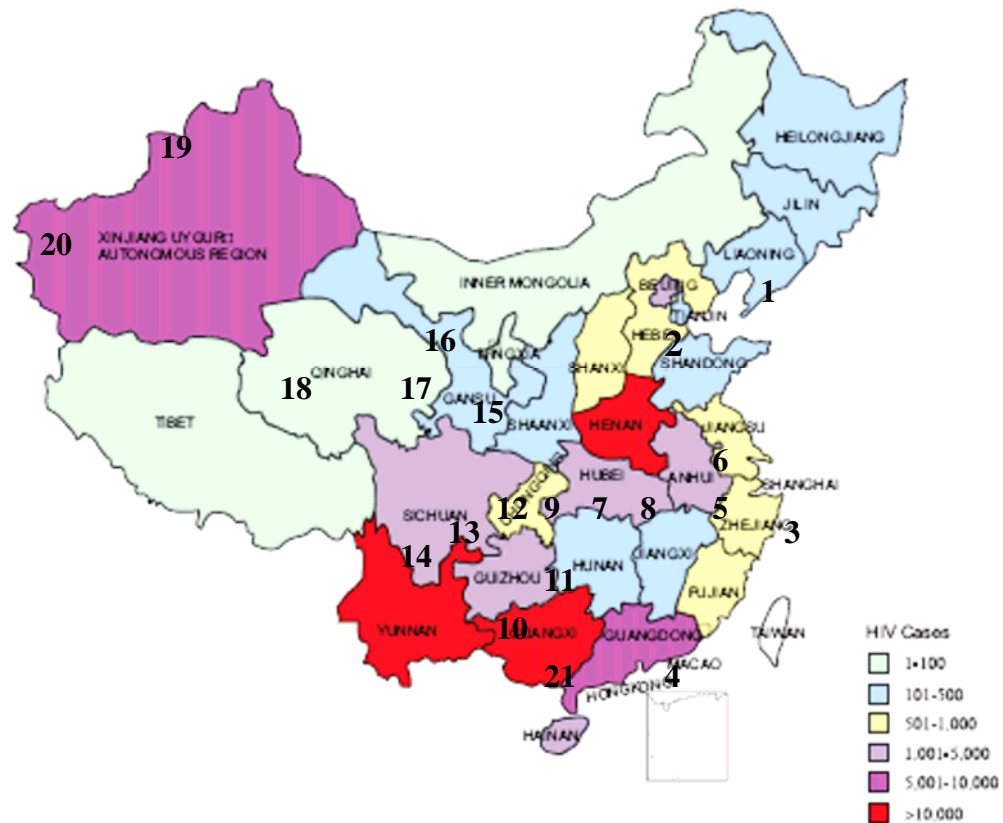 HEILONGJIANG
19
JILIN
20
XINJIANG UYGUR
AUTONOMOUS REGION
LIAONING
INNER MONGOLIA
BEIJING
1
TIANJIN
16
HEBEI
2
NINGXIA
SHANXI
SHANDONG
18
QINGHAI
17
GANSU
15
TIBET
SHAANXI
HENAN
JIANGSU
6
HUBEI
ANHUI
SHANGHAI
CHONGQING
SICHUAN
12
9
7
8
5
ZHEJIANG
3
13
14
JIANGXI
HUNAN
GUIZHOU
11
FUJIAN
YUNNAN
10
GUANGXI
GUANGDONG
TAIWAN
HIV Cases
MACAO
21
4
HONGKONG
1•100
101-500
501-1,000
HAINAN
1,001•5,000
5,001-10,000
>10,000